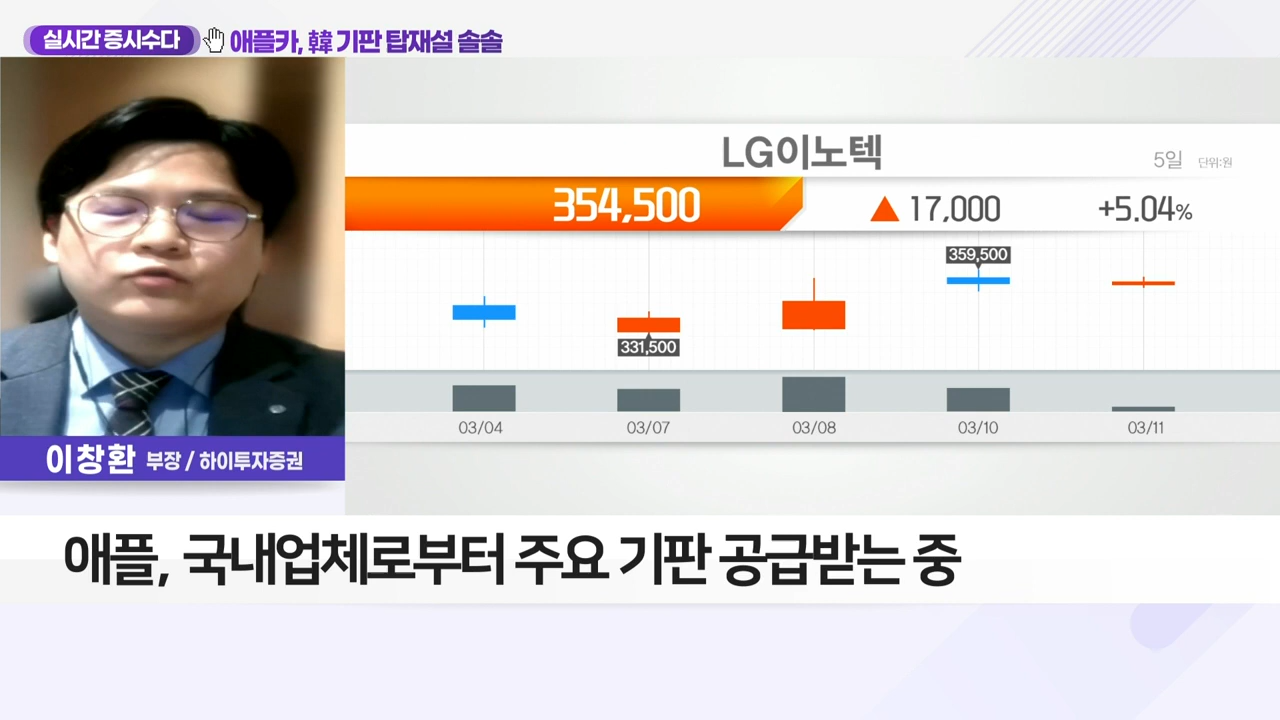 실시간 증시수다 애플카, 韓 기판 탑재설 솔솔
LG이노텍
5일 단위:원
354,500 ▲ 17,000 +5.04%
359,500
331,500
03/04 03/07 03/08 03/10 03/11
이창환 부장 / 하이투자증권
애플, 국내업체로부터 주요 기판 공급받는 중